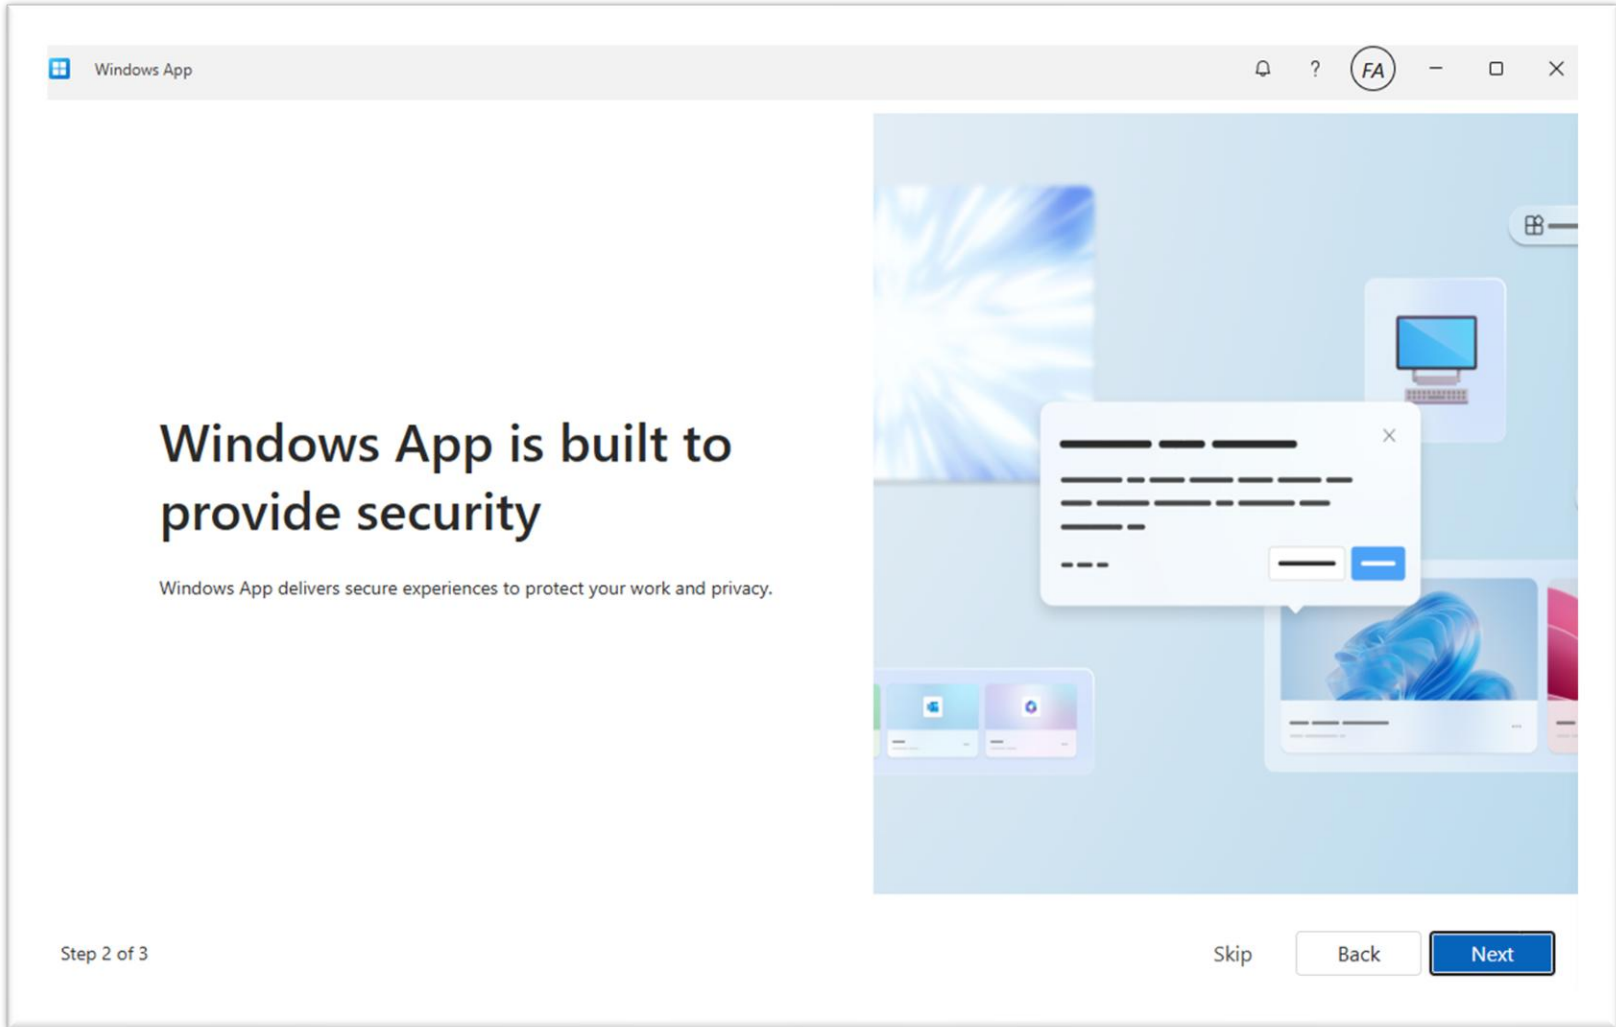 Windows App
?
FA
Windows App is built to
provide security
Windows App delivers secure experiences to protect your work and privacy.
Step 2 of 3
Skip
Back
Next